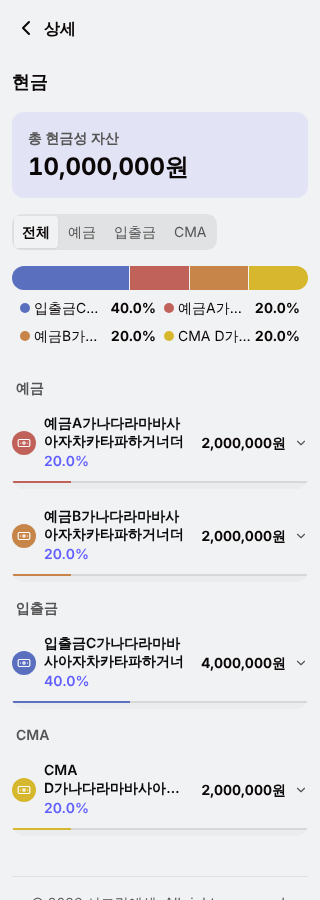 상세
현금
총 현금성 자산
10,000,000원
전체 예금 입출금 CMA
입출금C... 40.0% 예금A가... 20.0%
예금B가... 20.0% CMA D가... 20.0%
예금
예금A가나다라마바사
아자차카타파하거너더 2,000,000원
20.0%
예금B가나다라마바사
아자차카타파하거너더 2,000,000원
20.0%
입출금
입출금C가나다라마바
사아자차카타파하거너 4,000,000원
40.0%
CMA
CMA
D가나다라마바사아... 2,000,000원
20.0%